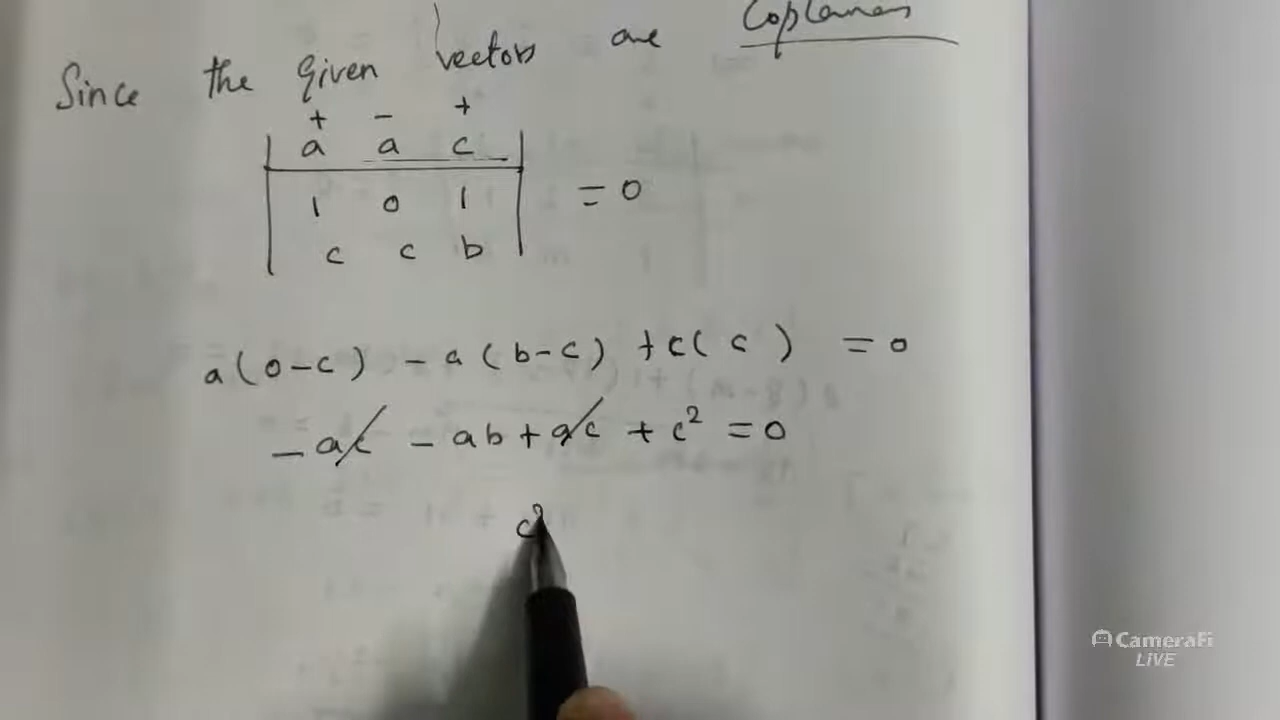 Since the given vectors are Coplanar
+ - +
| a a c |
| 1 0 1 | = 0
| c c b |
a(0-c) - a(b-c) + c(c) = 0
-ac - ab + ac + c² = 0
c²
CameraFi
LiVE